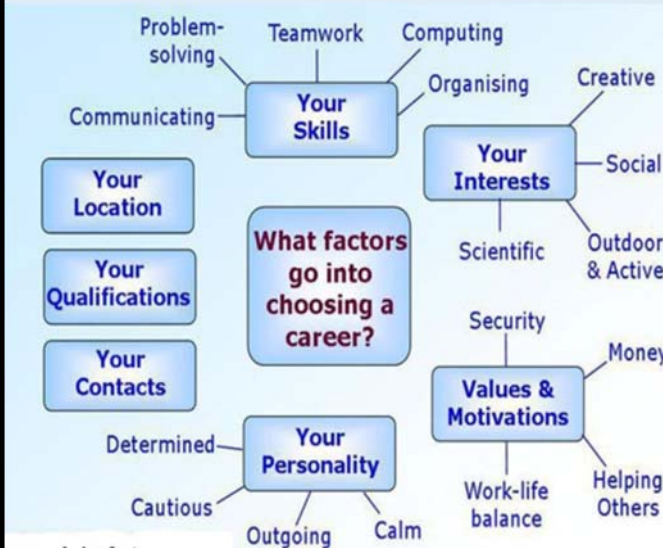 Problem-
solving
Teamwork
Computing
Communicating
Your
Skills
Organising
Creative
Your
Interests
Social
Scientific
Outdoor
& Active
Your
Location
Your
Qualifications
Your
Contacts
What factors
go into
choosing a
career?
Security
Money
Values &
Motivations
Work-life
balance
Helping
Others
Determined
Your
Personality
Cautious
Outgoing
Calm